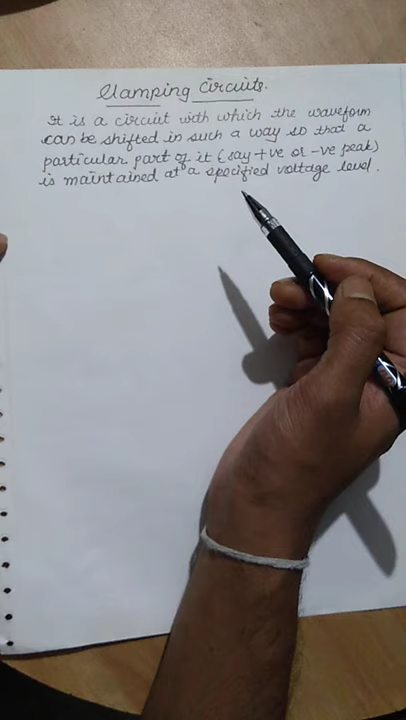 Clamping Circuits.
It is a circuit with which the waveform
can be shifted in such a way so that a
particular part of it (say +ve or -ve peak)
is maintained at a specified voltage level.